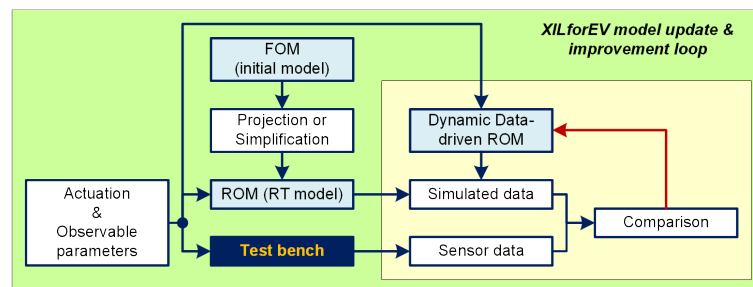 XILforEV model update &
improvement loop
FOM
(initial model)
Projection or
Simplification
Dynamic Data-
driven ROM
Actuation
&
Observable
parameters
ROM (RT model)
Simulated data
Comparison
Test bench
Sensor data